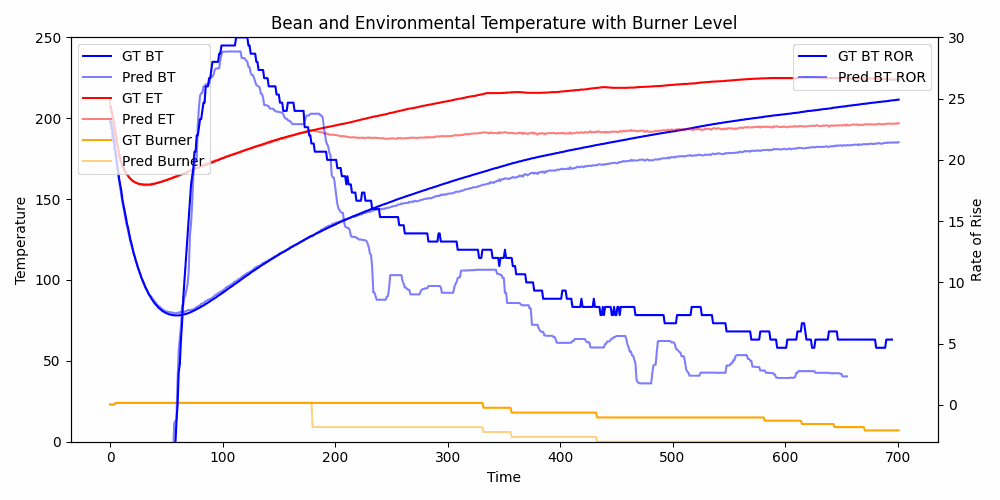 Bean and Environmental Temperature with Burner Level
GT BT
Pred BT
GT ET
Pred ET
GT Burner
Pred Burner
GT BT ROR
Pred BT ROR
250
200
150
100
50
0
Temperature
30
25
20
15
10
5
0
Rate of Rise
0 100 200 300 400 500 600 700
Time